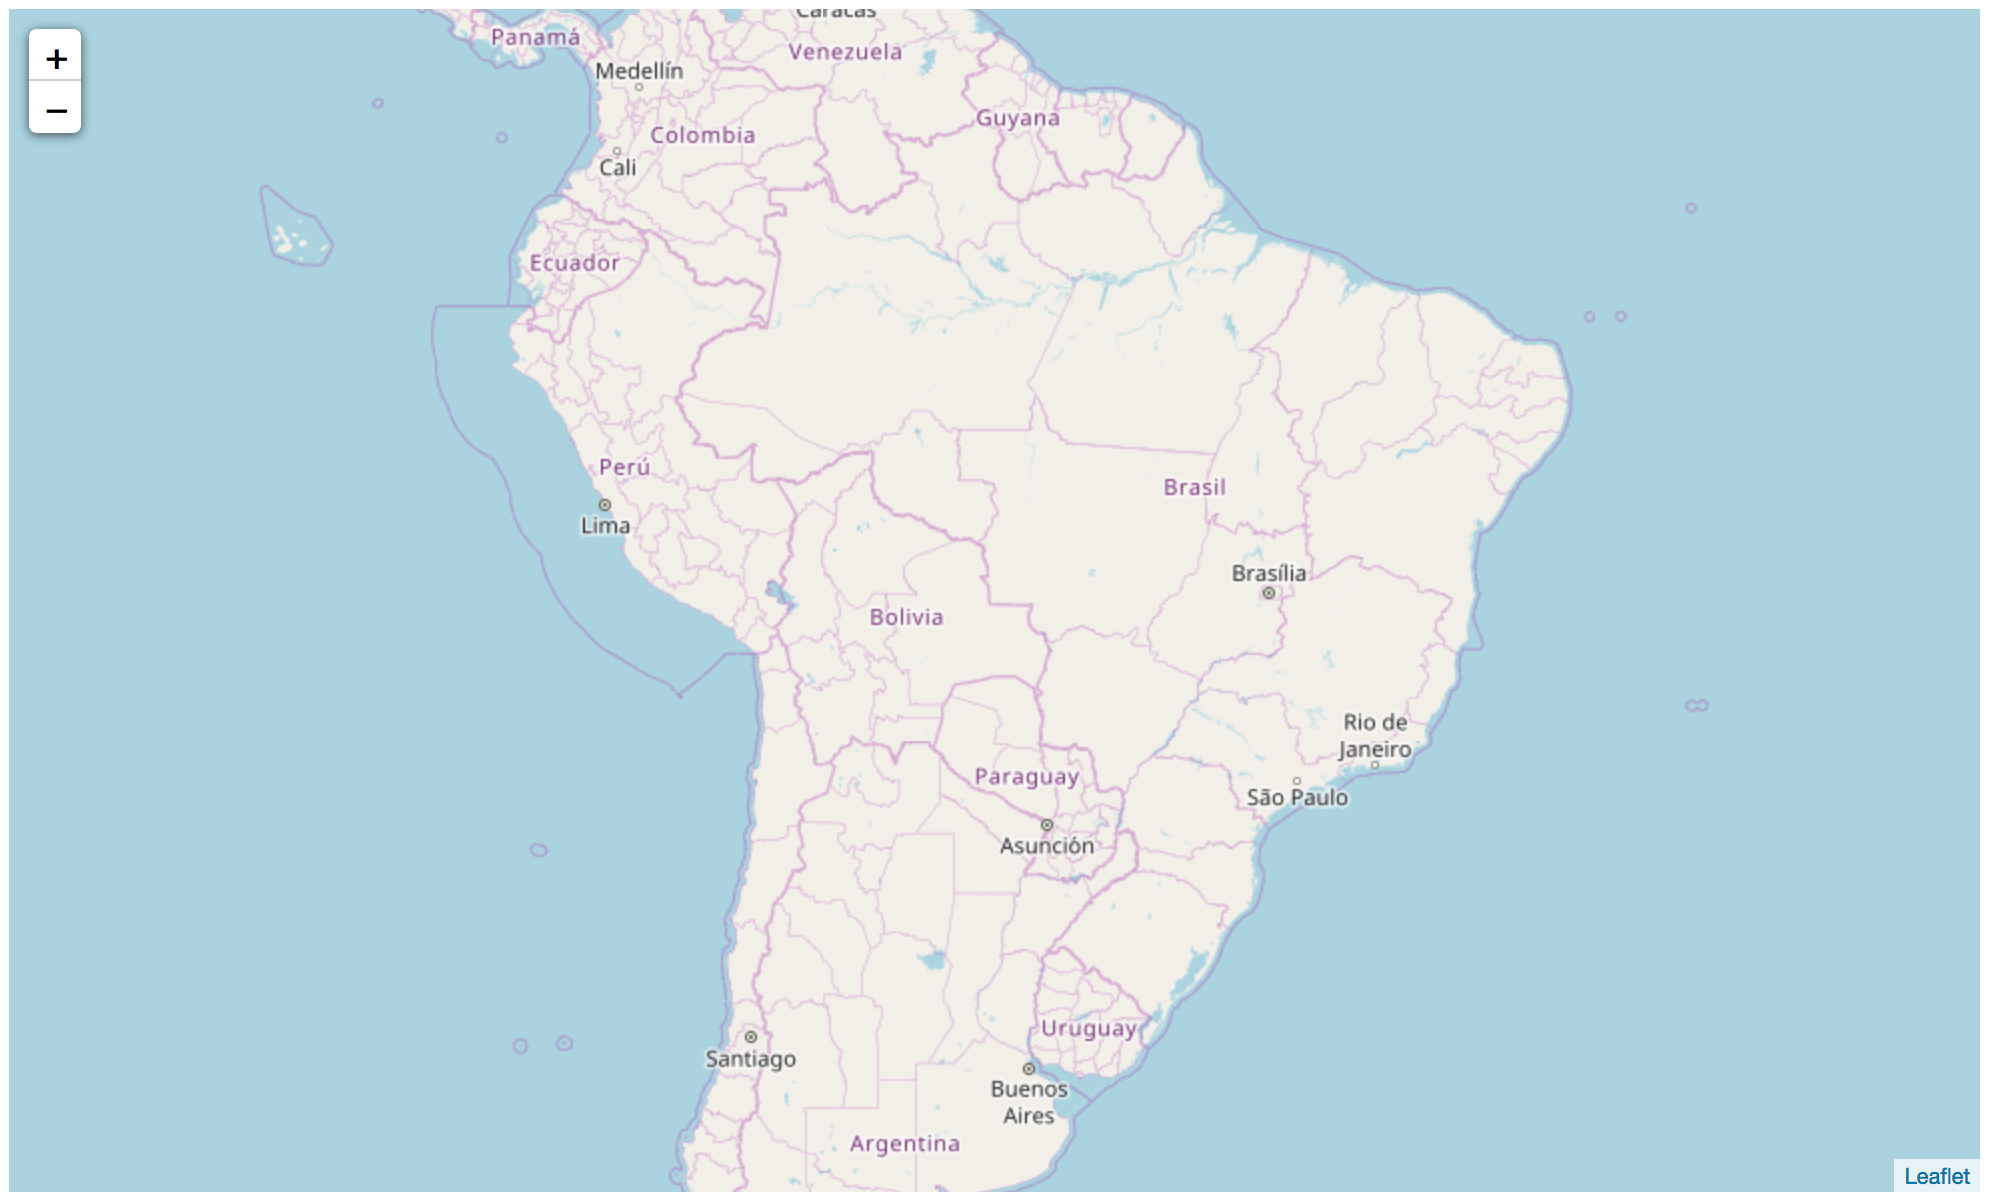 Caracas
Panamá
Venezuela
+
Medellín
−
Guyana
Colombia
Cali
Ecuador
Perú
Brasil
Lima
Brasília
Bolivia
Rio de
Janeiro
Paraguay
São Paulo
Asunción
Uruguay
Santiago
Buenos
Aires
Argentina
Leaflet